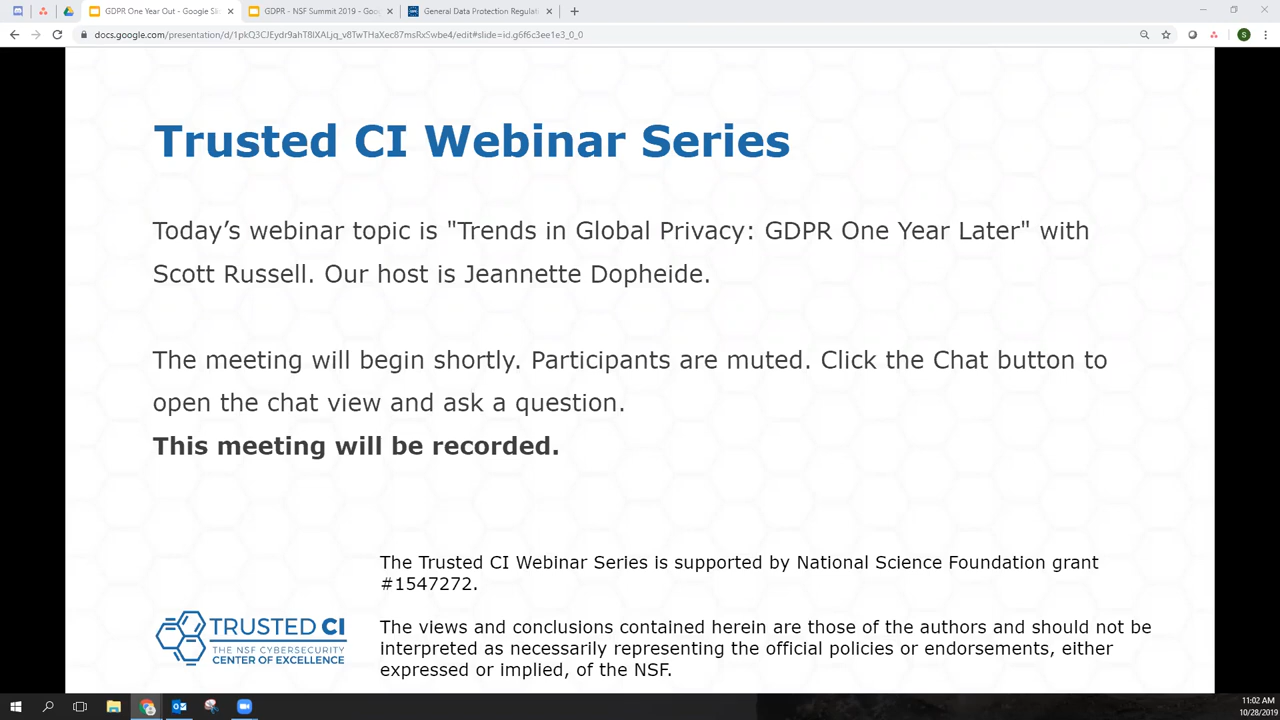 GDPR One Year Out - Google Sli
GDPR - NSF Summit 2019 - Goo
General Data Protection Regulati
docs.google.com/presentation/d/1pkQ3CJEydr9ahT8IXALjq_v8TwTHaXec87msRxSwbe4/edit#slide=id.g6f6c3ee1e3_0_0
S
Trusted CI Webinar Series
Today’s webinar topic is "Trends in Global Privacy: GDPR One Year Later" with
Scott Russell. Our host is Jeannette Dopheide.
The meeting will begin shortly. Participants are muted. Click the Chat button to
open the chat view and ask a question.
This meeting will be recorded.
The Trusted CI Webinar Series is supported by National Science Foundation grant
#1547272.
TRUSTED CI
THE NSF CYBERSECURITY
CENTER OF EXCELLENCE
The views and conclusions contained herein are those of the authors and should not be
interpreted as necessarily representing the official policies or endorsements, either
expressed or implied, of the NSF.
11:02 AM
10/28/2019